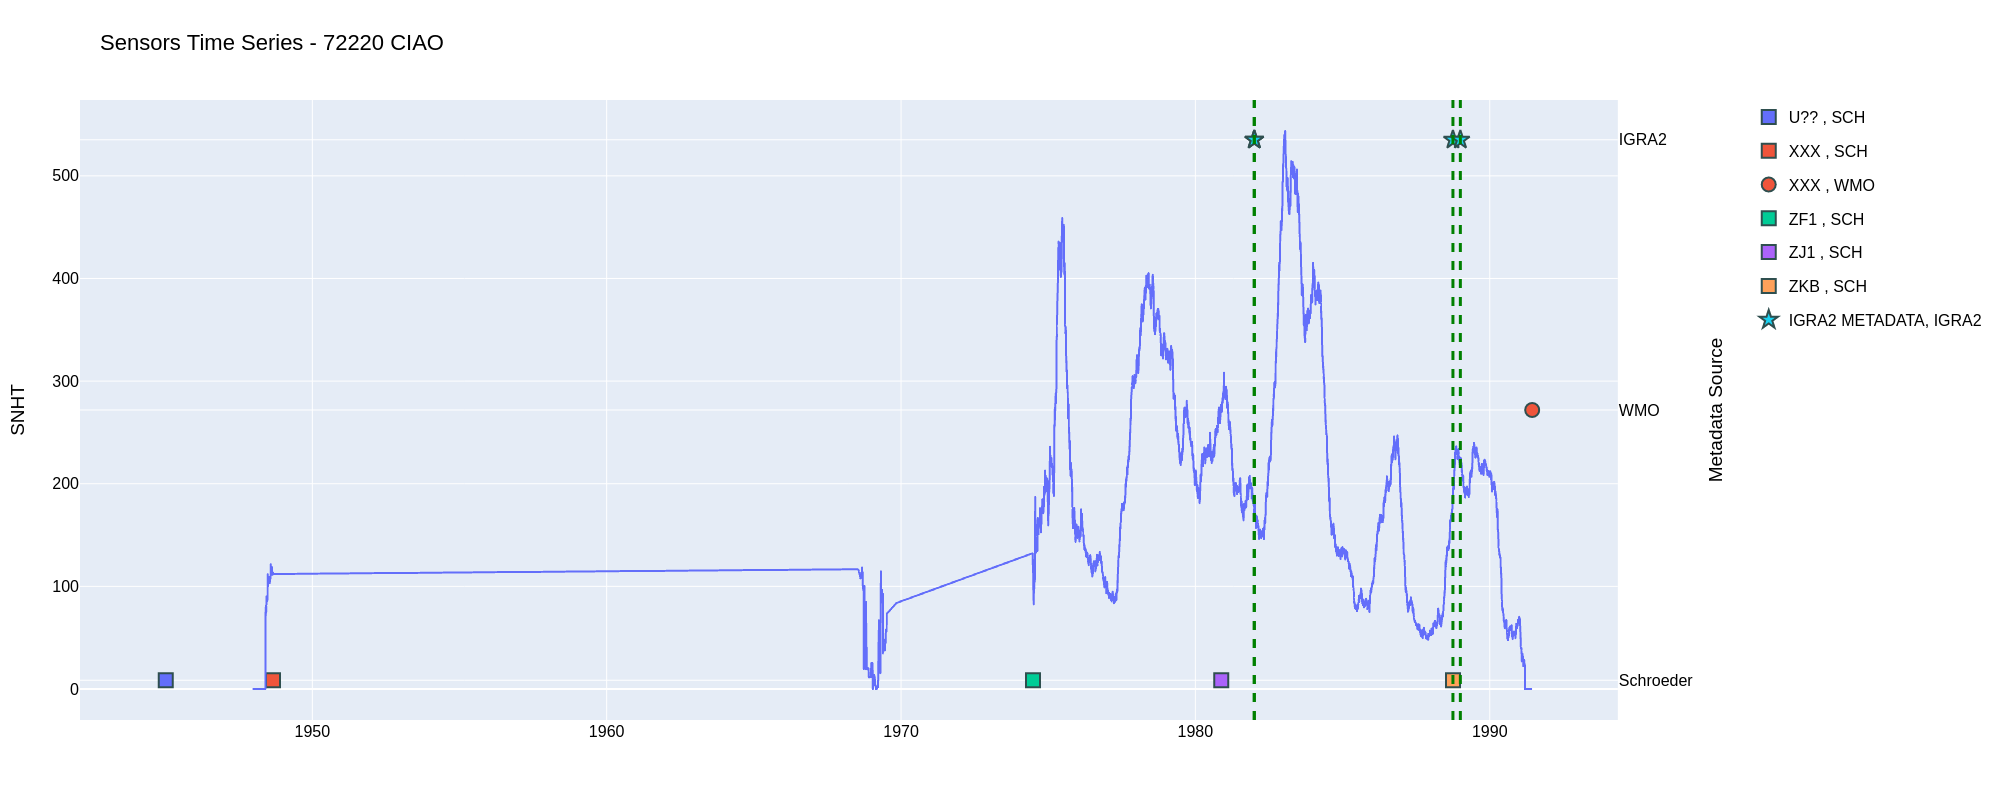 Sensors Time Series - 72220 CIAO
SNHT
500
400
300
200
100
0
1950
1960
1970
1980
1990
IGRA2
WMO
Schroeder
Metadata Source
U?? , SCH
XXX , SCH
XXX , WMO
ZF1 , SCH
ZJ1 , SCH
ZKB , SCH
IGRA2 METADATA, IGRA2